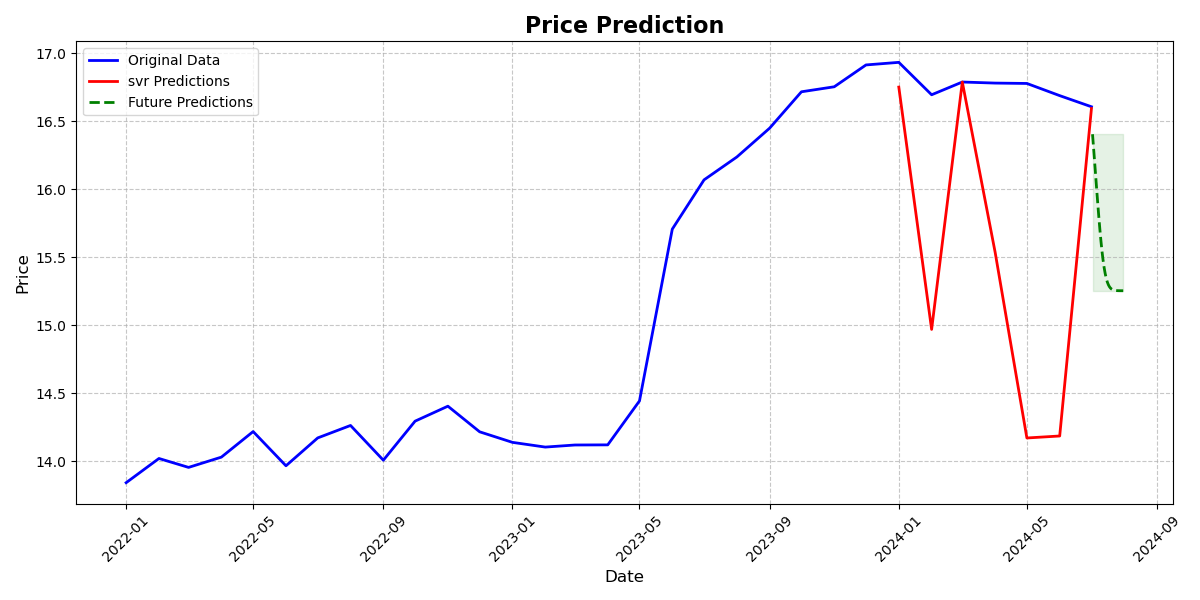 Price Prediction
Original Data
svr Predictions
Future Predictions
Price
17.0
16.5
16.0
15.5
15.0
14.5
14.0
2022-01
2022-05
2022-09
2023-01
2023-05
2023-09
2024-01
2024-05
2024-09
Date